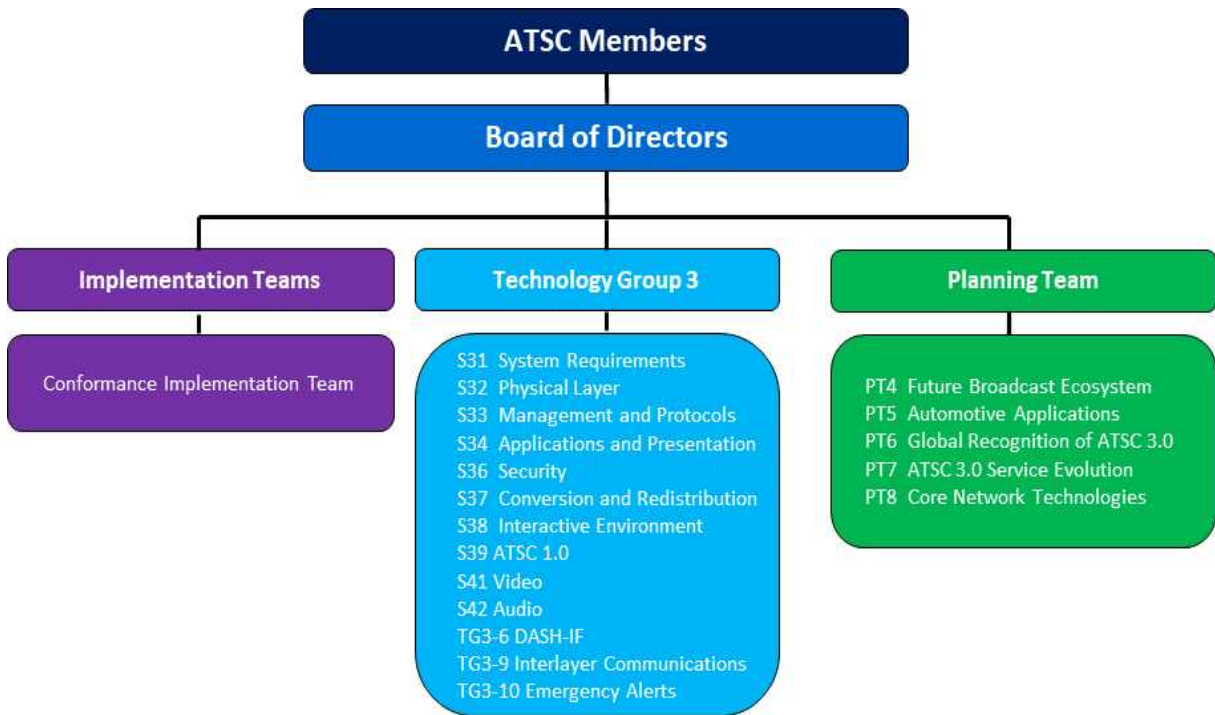 ATSC Members
Board of Directors
Implementation Teams
Conformance Implementation Team
Technology Group 3
S31 System Requirements
S32 Physical Layer
S33 Management and Protocols
S34 Applications and Presentation
S36 Security
S37 Conversion and Redistribution
S38 Interactive Environment
S39 ATSC 1.0
S41 Video
S42 Audio
TG3-6 DASH-IF
TG3-9 Interlayer Communications
TG3-10 Emergency Alerts
Planning Team
PT4 Future Broadcast Ecosystem
PT5 Automotive Applications
PT6 Global Recognition of ATSC 3.0
PT7 ATSC 3.0 Service Evolution
PT8 Core Network Technologies